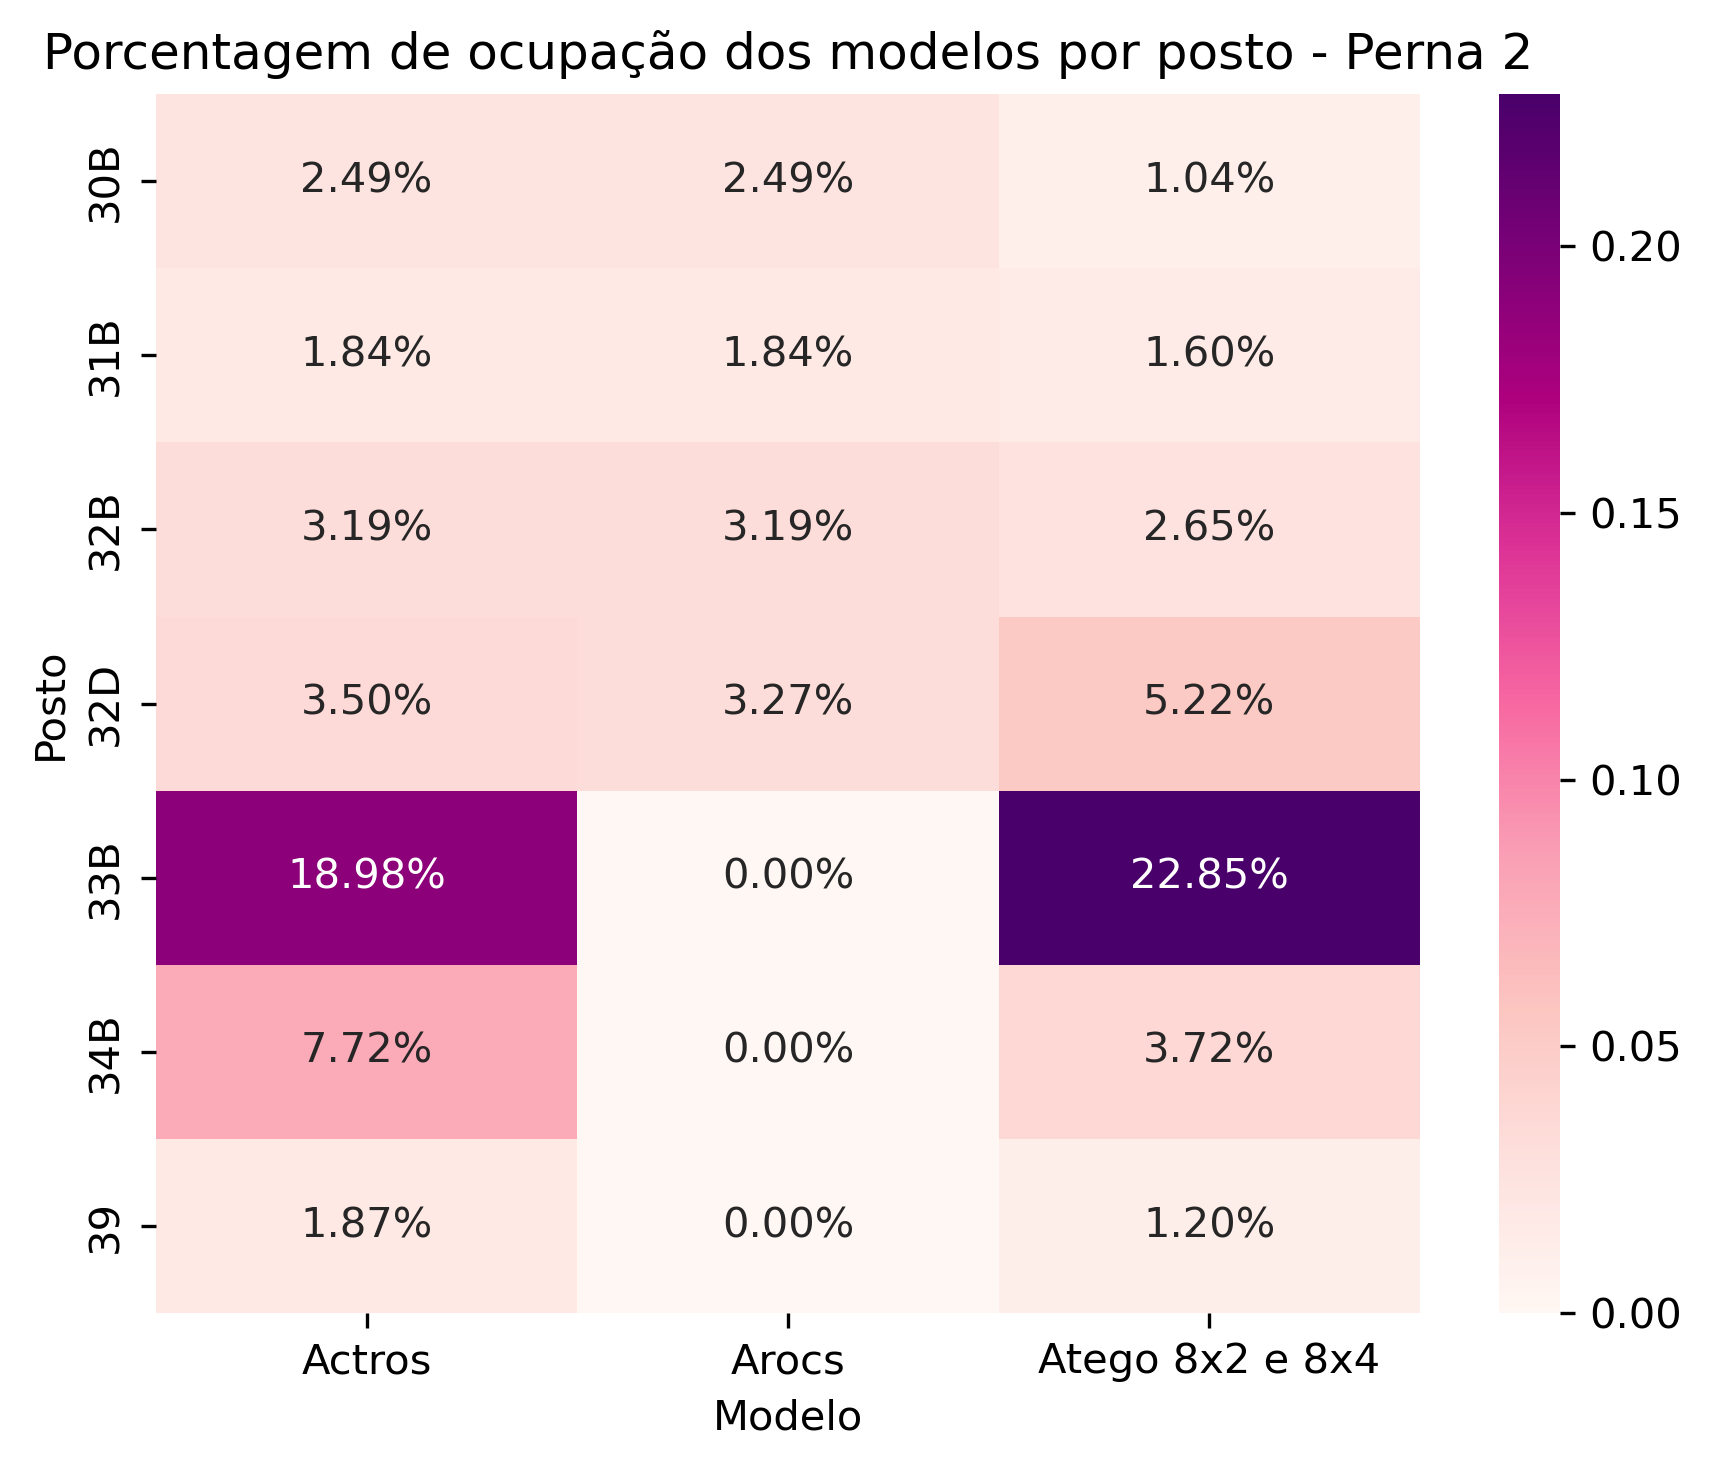 Porcentagem de ocupação dos modelos por posto - Perna 2
30B 2.49% 2.49% 1.04%
31B 1.84% 1.84% 1.60%
32B 3.19% 3.19% 2.65%
32D 3.50% 3.27% 5.22%
33B 18.98% 0.00% 22.85%
34B 7.72% 0.00% 3.72%
39 1.87% 0.00% 1.20%
Posto
Actros Arocs Atego 8x2 e 8x4
Modelo
0.20
0.15
0.10
0.05
0.00